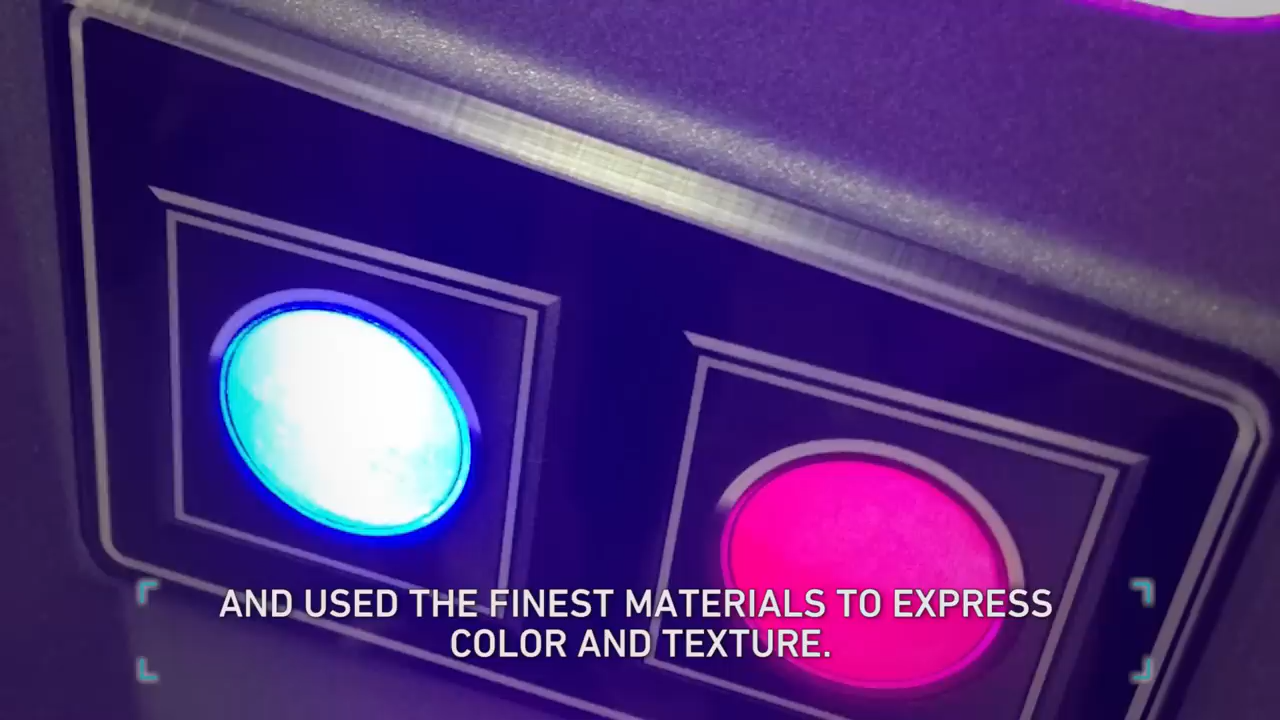 AND USED THE FINEST MATERIALS TO EXPRESS
COLOR AND TEXTURE.